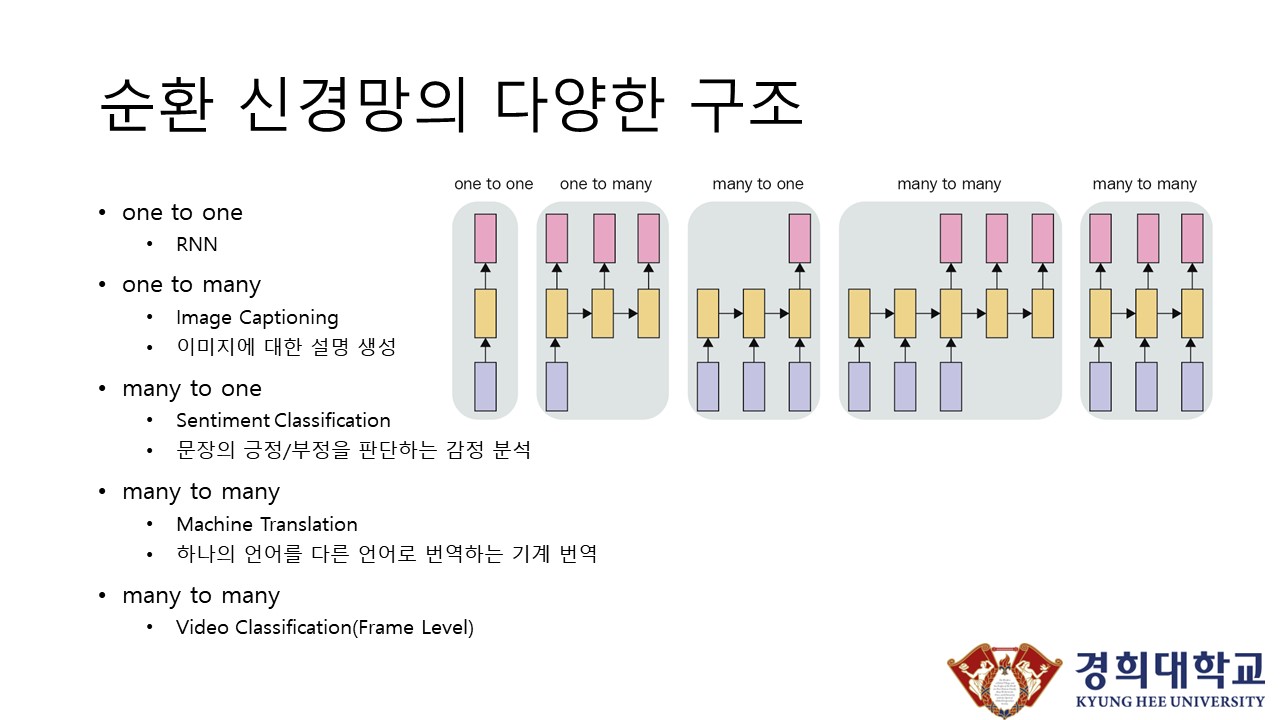 순환 신경망의 다양한 구조
• one to one
• RNN
• one to many
• Image Captioning
• 이미지에 대한 설명 생성
• many to one
• Sentiment Classification
• 문장의 긍정/부정을 판단하는 감정 분석
• many to many
• Machine Translation
• 하나의 언어를 다른 언어로 번역하는 기계 번역
• many to many
• Video Classification(Frame Level)
one to one one to many many to one many to many many to many
경희대학교
KYUNG HEE UNIVERSITY